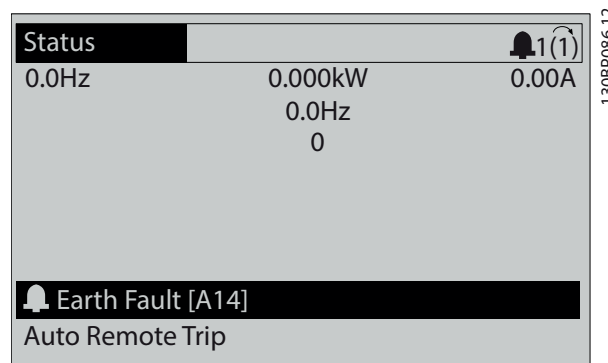 Status 1(1)
0.0Hz 0.000kW 0.00A
0.0Hz
0
Earth Fault [A14]
Auto Remote Trip
130BP086.12